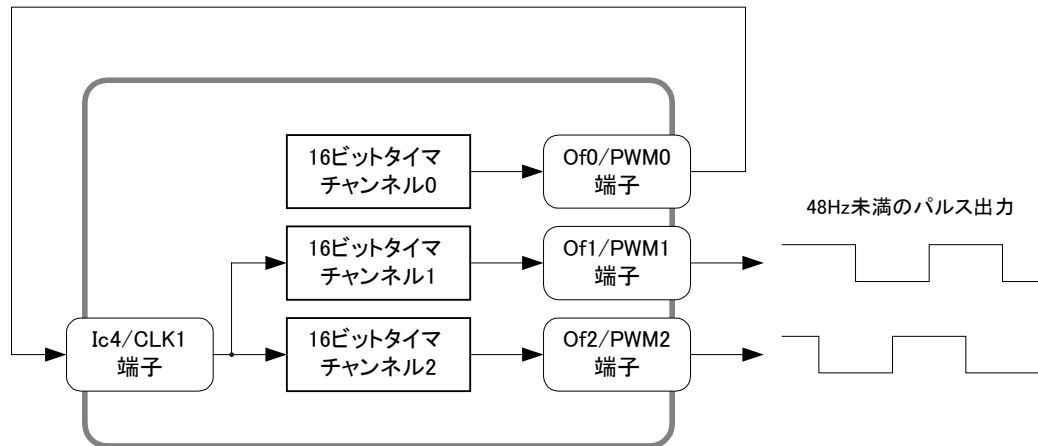 16ビットタイマ
チャンネル0
Of0/PWM0
端子
48Hz未満のパルス出力
16ビットタイマ
チャンネル1
Of1/PWM1
端子
Ic4/CLK1
端子
16ビットタイマ
チャンネル2
Of2/PWM2
端子